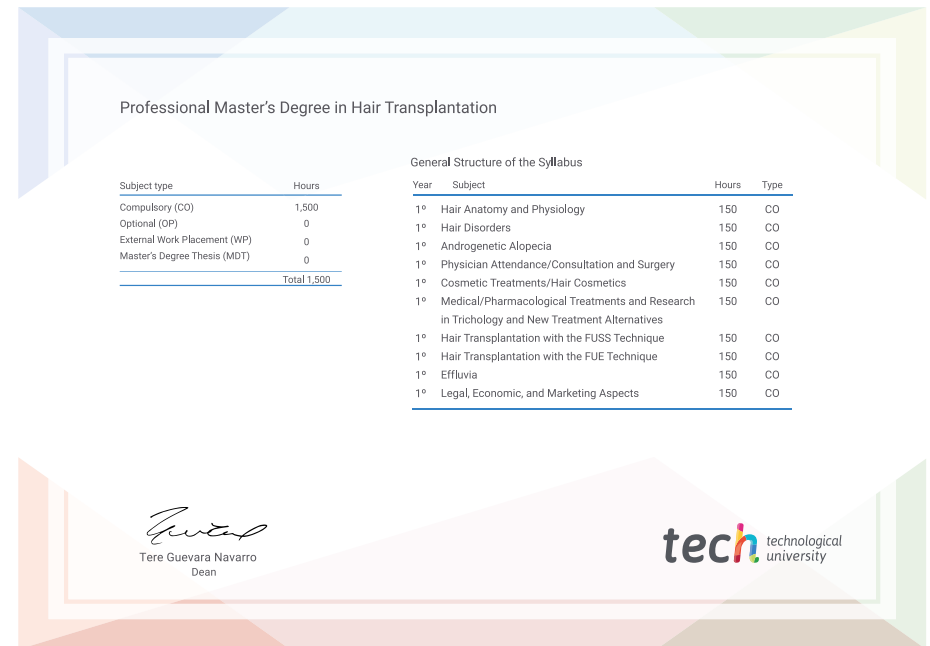 Professional Master's Degree in Hair Transplantation
General Structure of the Syllabus
Subject type Hours
Compulsory (CO) 1,500
Optional (OP) 0
External Work Placement (WP) 0
Master's Degree Thesis (MDT) 0
Total 1,500
Year Subject Hours Type
1º Hair Anatomy and Physiology 150 CO
1º Hair Disorders 150 CO
1º Androgenetic Alopecia 150 CO
1º Physician Attendance/Consultation and Surgery 150 CO
1º Cosmetic Treatments/Hair Cosmetics 150 CO
1º Medical/Pharmacological Treatments and Research 150 CO
in Trichology and New Treatment Alternatives
1º Hair Transplantation with the FUSS Technique 150 CO
1º Hair Transplantation with the FUE Technique 150 CO
1º Effluvia 150 CO
1º Legal, Economic, and Marketing Aspects 150 CO
Tere Guevara Navarro
Dean
tech technological
university